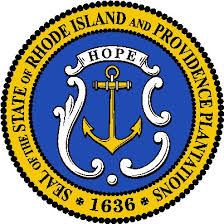 SEAL OF THE STATE OF RHODE ISLAND AND PROVIDENCE PLANTATIONS
HOPE
* 1636 *